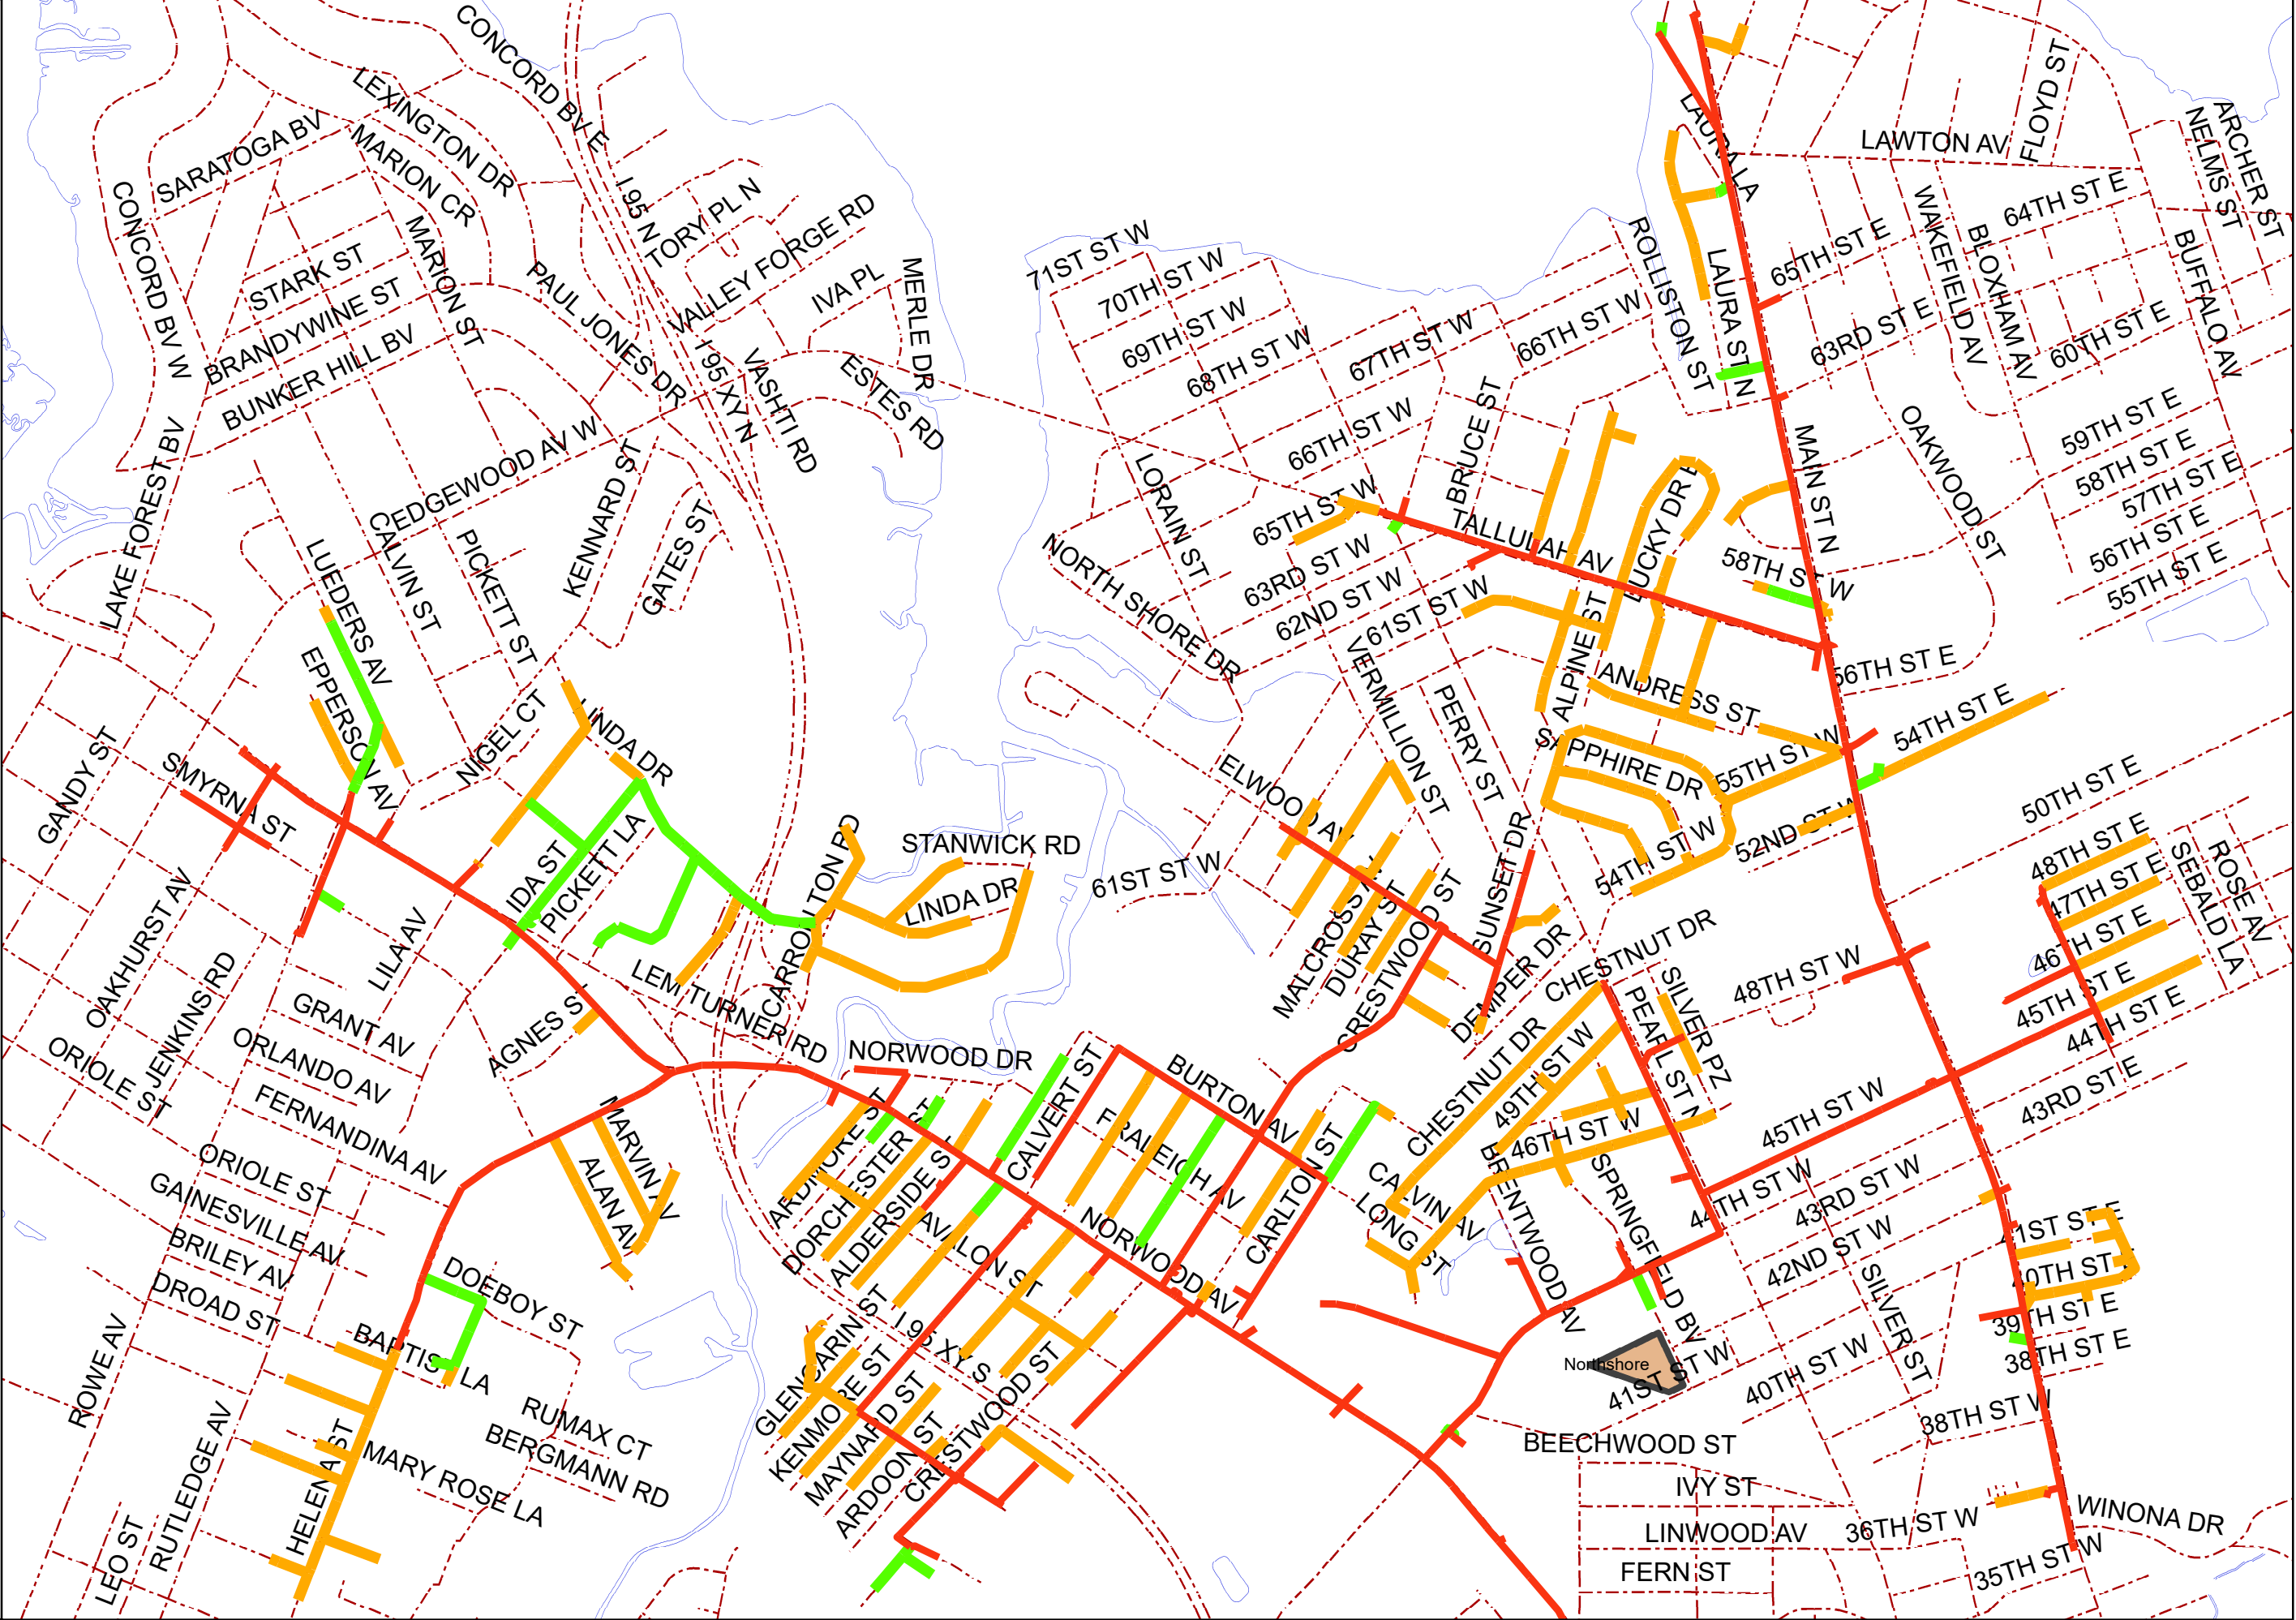 CONCORD BV E
LEXINGTON DR
MARION CR
SARATOGA BV
CONCORD BV W
I 95 N
TORY PL N
VALLEY FORGE RD
IVA PL
MERLE DR
STARK ST
BRANDYWINE ST
BUNKER HILL BV
MARION ST
PAUL JONES DR
I 95 XY N
VASHTI RD
ESTES RD
LAKE FOREST BV
EDGEWOOD AV W
KENNARD ST
GATES ST
LUEDERS AV
CALVIN ST
PICKETT ST
EPPERSON AV
NIGEL CT
LINDA DR
GANDY ST
SMYRNA ST
IDA ST
PICKETT LA
CARROLLTON RD
STANWICK RD
LINDA DR
61ST ST W
OAKHURST AV
JENKINS RD
LILA AV
LEM TURNER RD
AGNES ST
GRANT AV
ORLANDO AV
ORIOLE ST
FERNANDINA AV
NORWOOD DR
MARVIN AV
ALAN AV
ORIOLE ST
GAINESVILLE AV
BRILEY AV
DROAD ST
DOEBOY ST
BAPTIST LA
ROWE AV
RUTLEDGE AV
LEO ST
HELENA ST
MARY ROSE LA
RUMAX CT
BERGMANN RD
LAURA LA
LAWTON AV
FLOYD ST
ARCHER ST
NELMS ST
64TH ST E
WAKEFIELD AV
BLOXHAM AV
BUFFALO AV
65TH ST E
63RD ST E
60TH ST E
ROLLISTON ST
LAURA ST N
71ST ST W
70TH ST W
69TH ST W
68TH ST W
67TH ST W
66TH ST W
66TH ST W
BRUCE ST
LORAIN ST
65TH ST W
63RD ST W
62ND ST W
61ST ST W
NORTH SHORE DR
TALLULAH AV
LUCKY DR E
MAIN ST N
OAKWOOD ST
59TH ST E
58TH ST E
57TH ST E
56TH ST E
55TH ST E
58TH ST W
56TH ST E
54TH ST E
ALPINE ST
ANDRESS ST
SAPPHIRE DR
55TH ST W
54TH ST W
52ND ST W
VERMILLION ST
PERRY ST
ELWOOD AV
SUNSET DR
MALCROSS AV
DURAY ST
CRESTWOOD ST
DEMPER DR
CHESTNUT DR
50TH ST E
48TH ST E
47TH ST E
46TH ST E
45TH ST E
44TH ST E
43RD ST E
SEBALD LA
ROSE AV
48TH ST W
SILVER PZ
PEARL ST N
CHESTNUT DR
49TH ST W
46TH ST W
45TH ST W
44TH ST W
43RD ST W
42ND ST W
BURTON AV
CALVERT ST
FRALEIGH AV
NORWOOD AV
CARLTON ST
CALVIN AV
LONG ST
BRENTWOOD AV
SPRINGFIELD BV
ARDMORE ST
DORCHESTER ST
ALDERSIDE ST
AVALON ST
I 95 XY S
GLENCARIN ST
KENMORE ST
MAYNARD ST
ARDOON ST
CRESTWOOD ST
Northshore
41ST ST W
40TH ST W
SILVER ST
40TH ST E
39TH ST E
38TH ST E
38TH ST W
BEECHWOOD ST
IVY ST
LINWOOD AV
FERN ST
36TH ST W
35TH ST W
WINONA DR